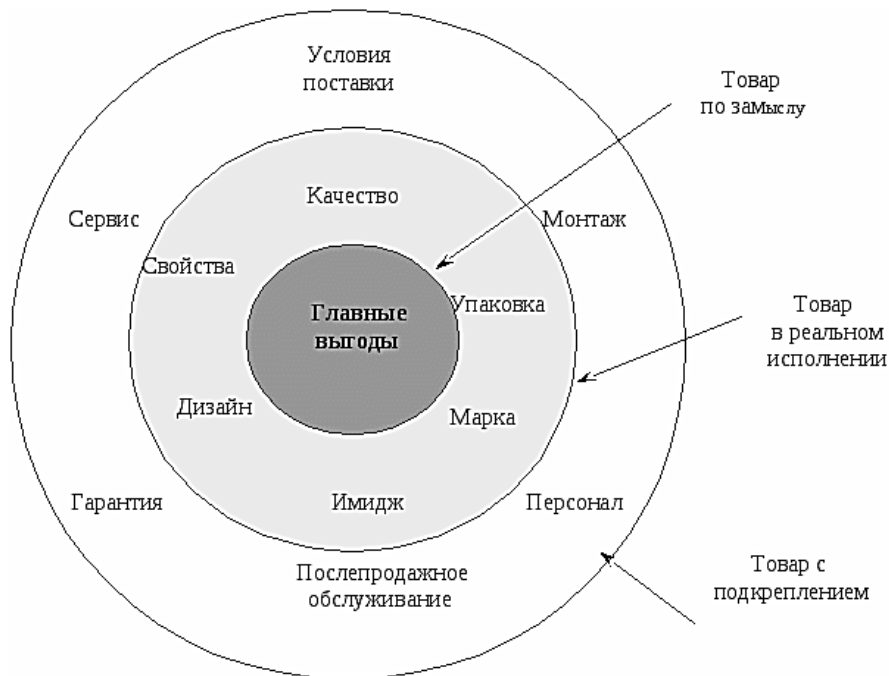 Условия
поставки
Товар
по замыслу
Качество
Сервис
Монтаж
Свойства
Упаковка
Главные
выгоды
Товар
в реальном
исполнении
Дизайн
Марка
Гарантия
Имидж
Персонал
Послепродажное
обслуживание
Товар с
подкреплением